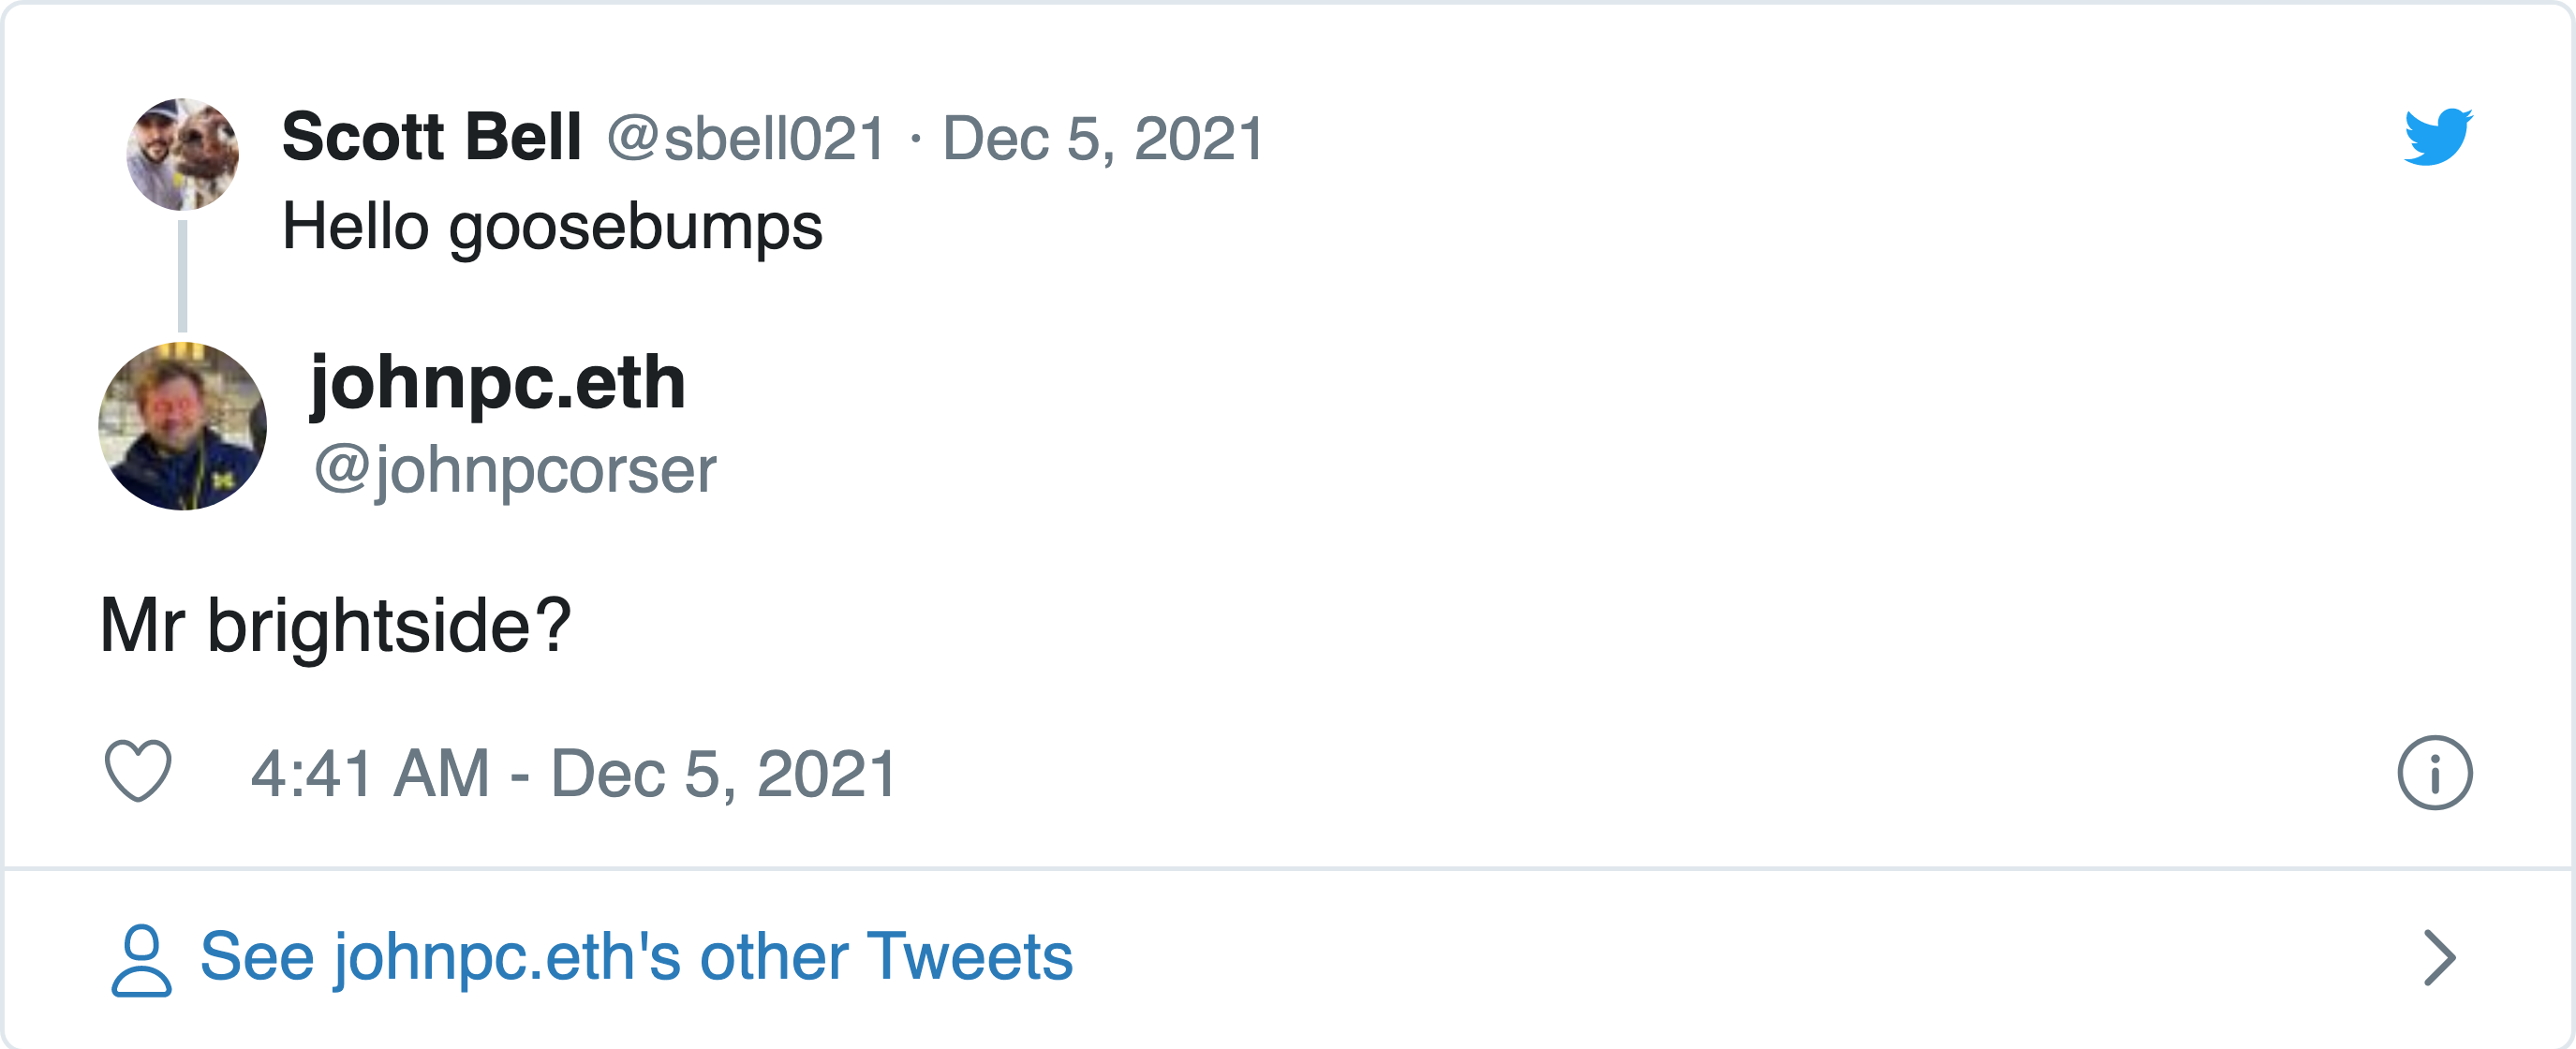 Scott Bell @sbell021 · Dec 5, 2021
Hello goosebumps
johnpc.eth
@johnpcorser
Mr brightside?
4:41 AM - Dec 5, 2021
See johnpc.eth's other Tweets